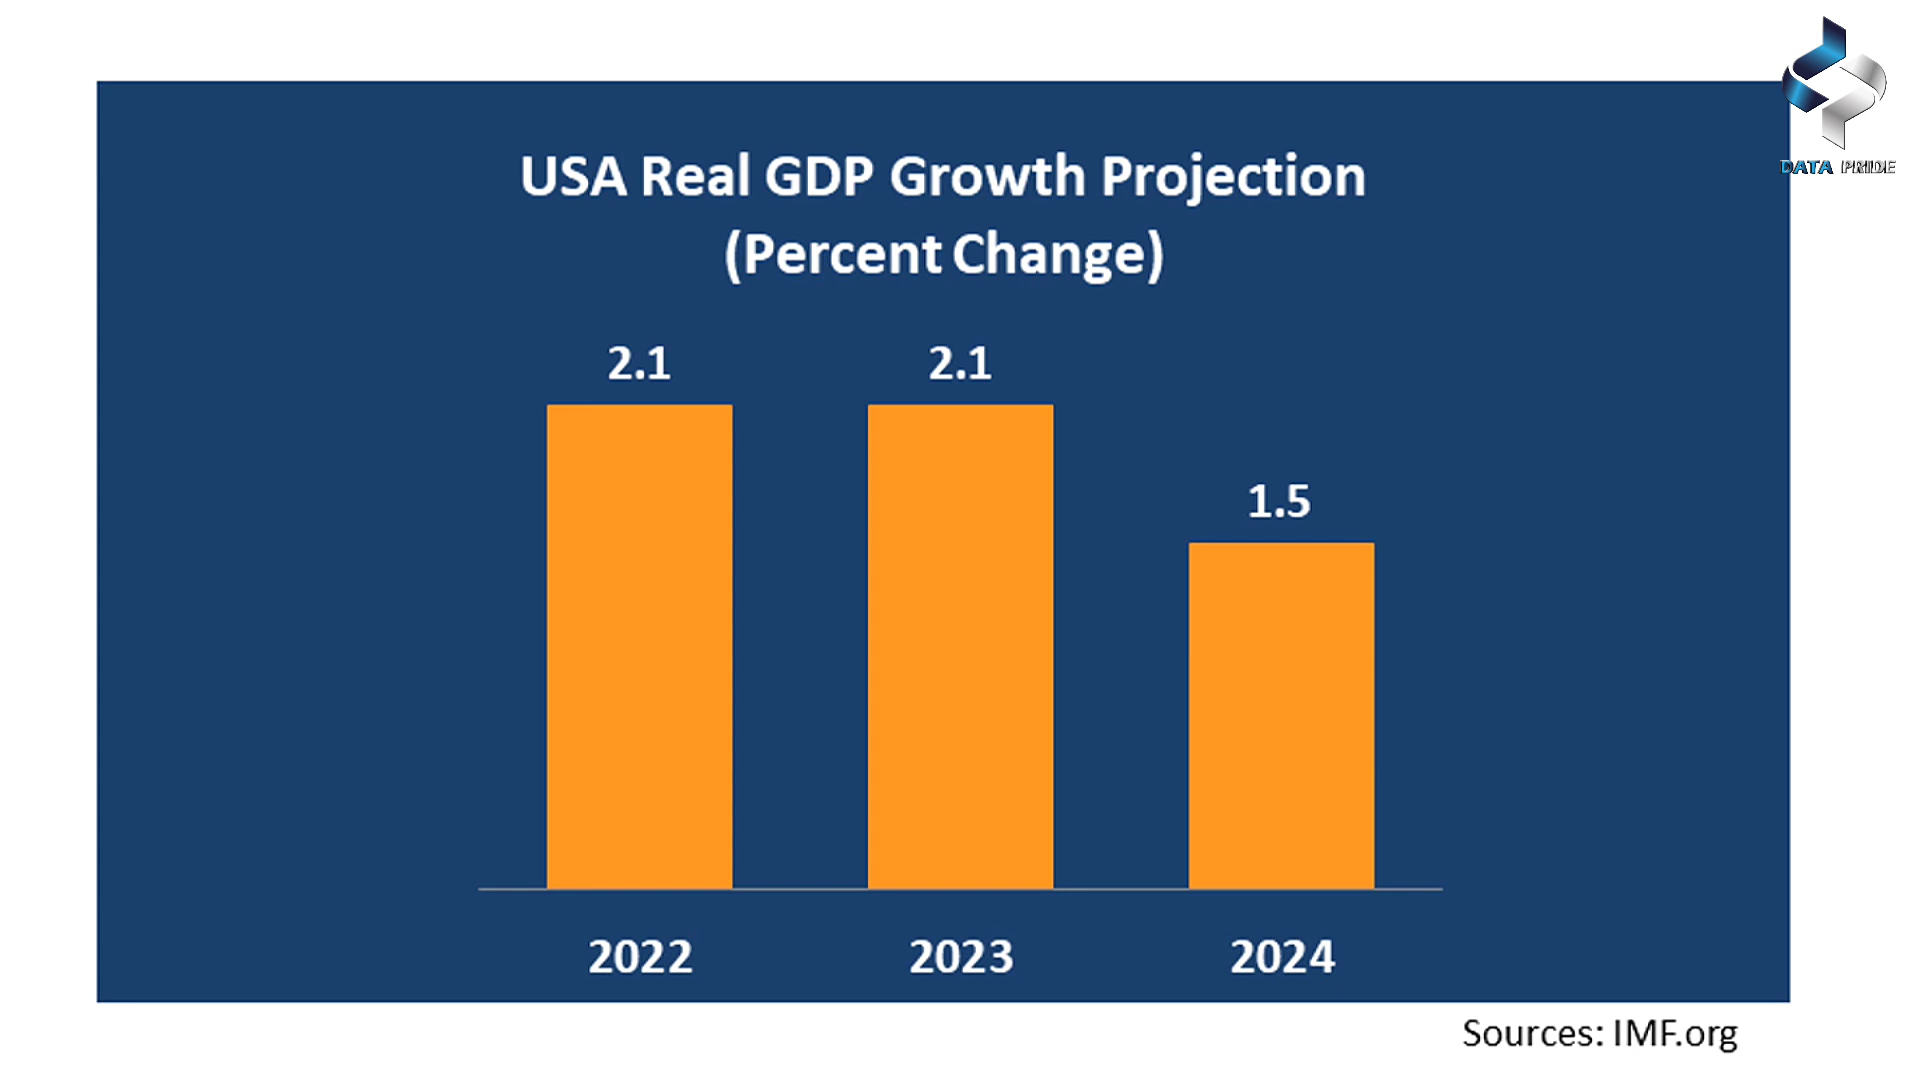 DATA PRIDE
USA Real GDP Growth Projection
(Percent Change)
2.1
2.1
1.5
2022
2023
2024
Sources: IMF.org